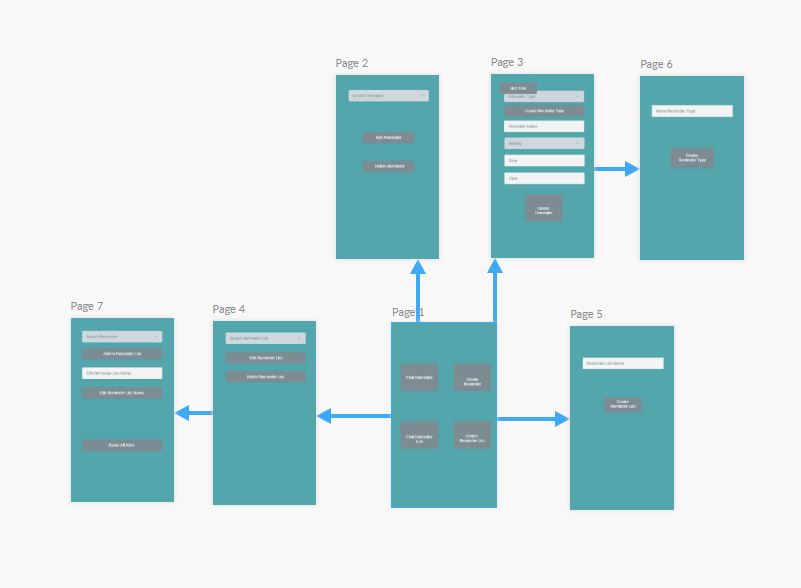 Page 2
Search Reminder
Edit Reminder
Delete Reminder
Page 3
Reminder Type
Create Reminder Type
Reminder Name
Weekly
Date
Time
Create
Reminder
Page 6
Name Reminder Type
Create
Reminder Type
Page 7
Search Reminder
Add to Reminder List
Edit Reminder List Name
Edit Reminder List Name
Reset All Alert
Page 4
Search Reminder List
Edit Reminder List
Delete Reminder List
Page 1
Find Reminder
Create
Reminder
Find Reminder
List
Create
Reminder List
Page 5
Reminder List Name
Create
Reminder List